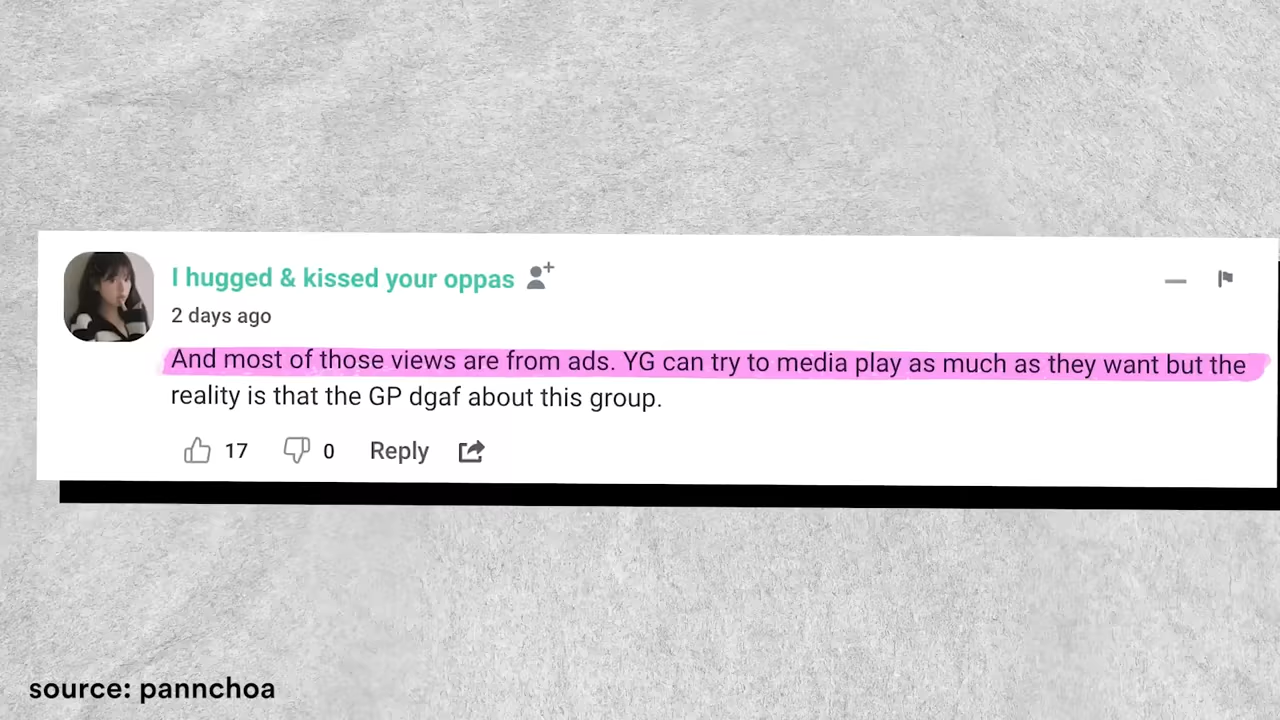 I hugged & kissed your oppas
2 days ago
And most of those views are from ads. YG can try to media play as much as they want but the
reality is that the GP dgaf about this group.
17 0 Reply
source: pannchoa